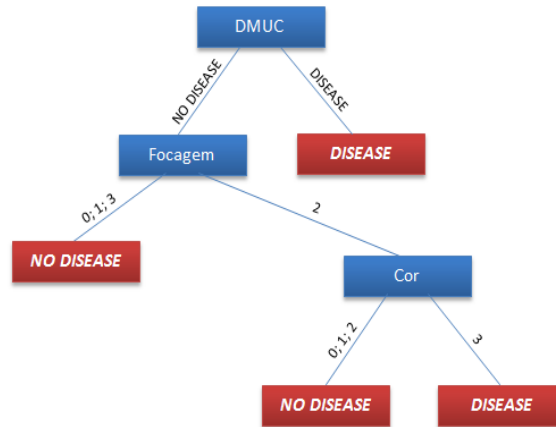 DMUC
NO DISEASE
DISEASE
Focagem
DISEASE
0; 1; 3
2
NO DISEASE
Cor
0; 1; 2
3
NO DISEASE
DISEASE